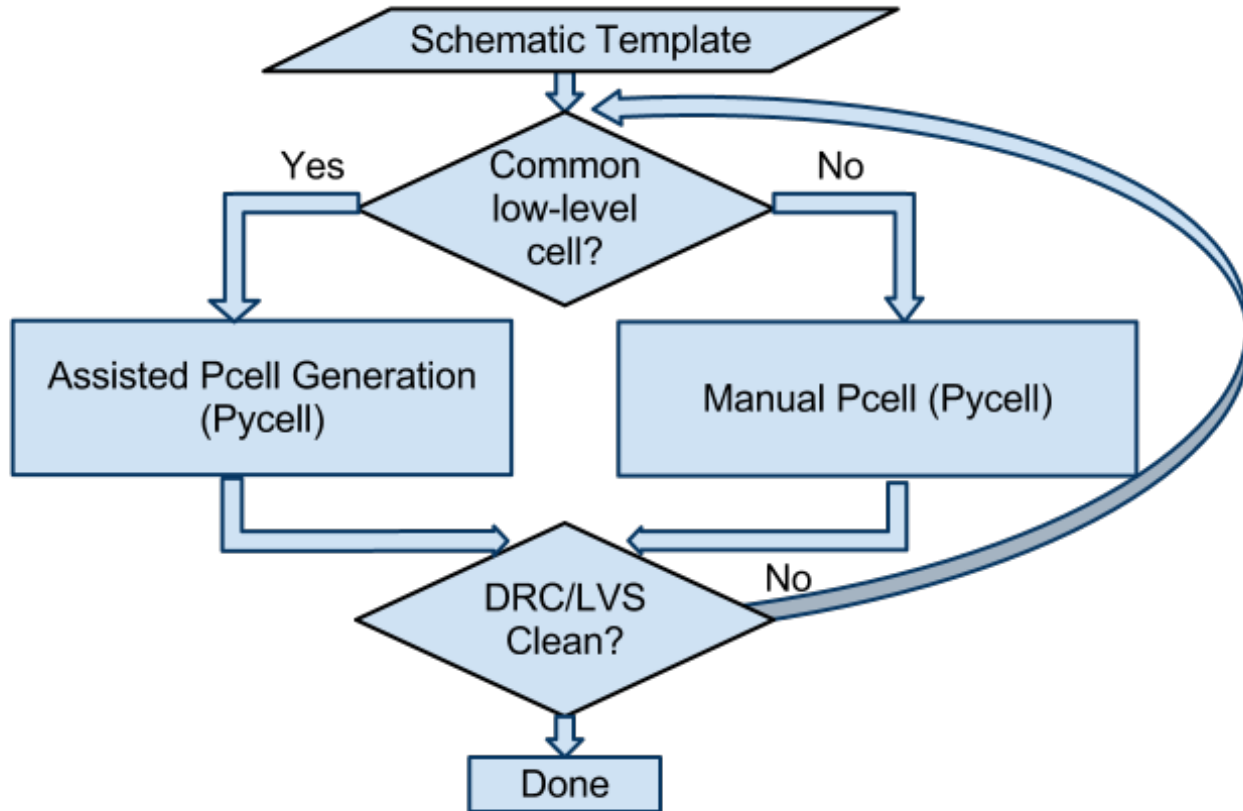 Schematic Template
Yes
Common
low-level
cell?
No
Assisted Pcell Generation
(Pycell)
Manual Pcell (Pycell)
DRC/LVS
Clean?
No
Done